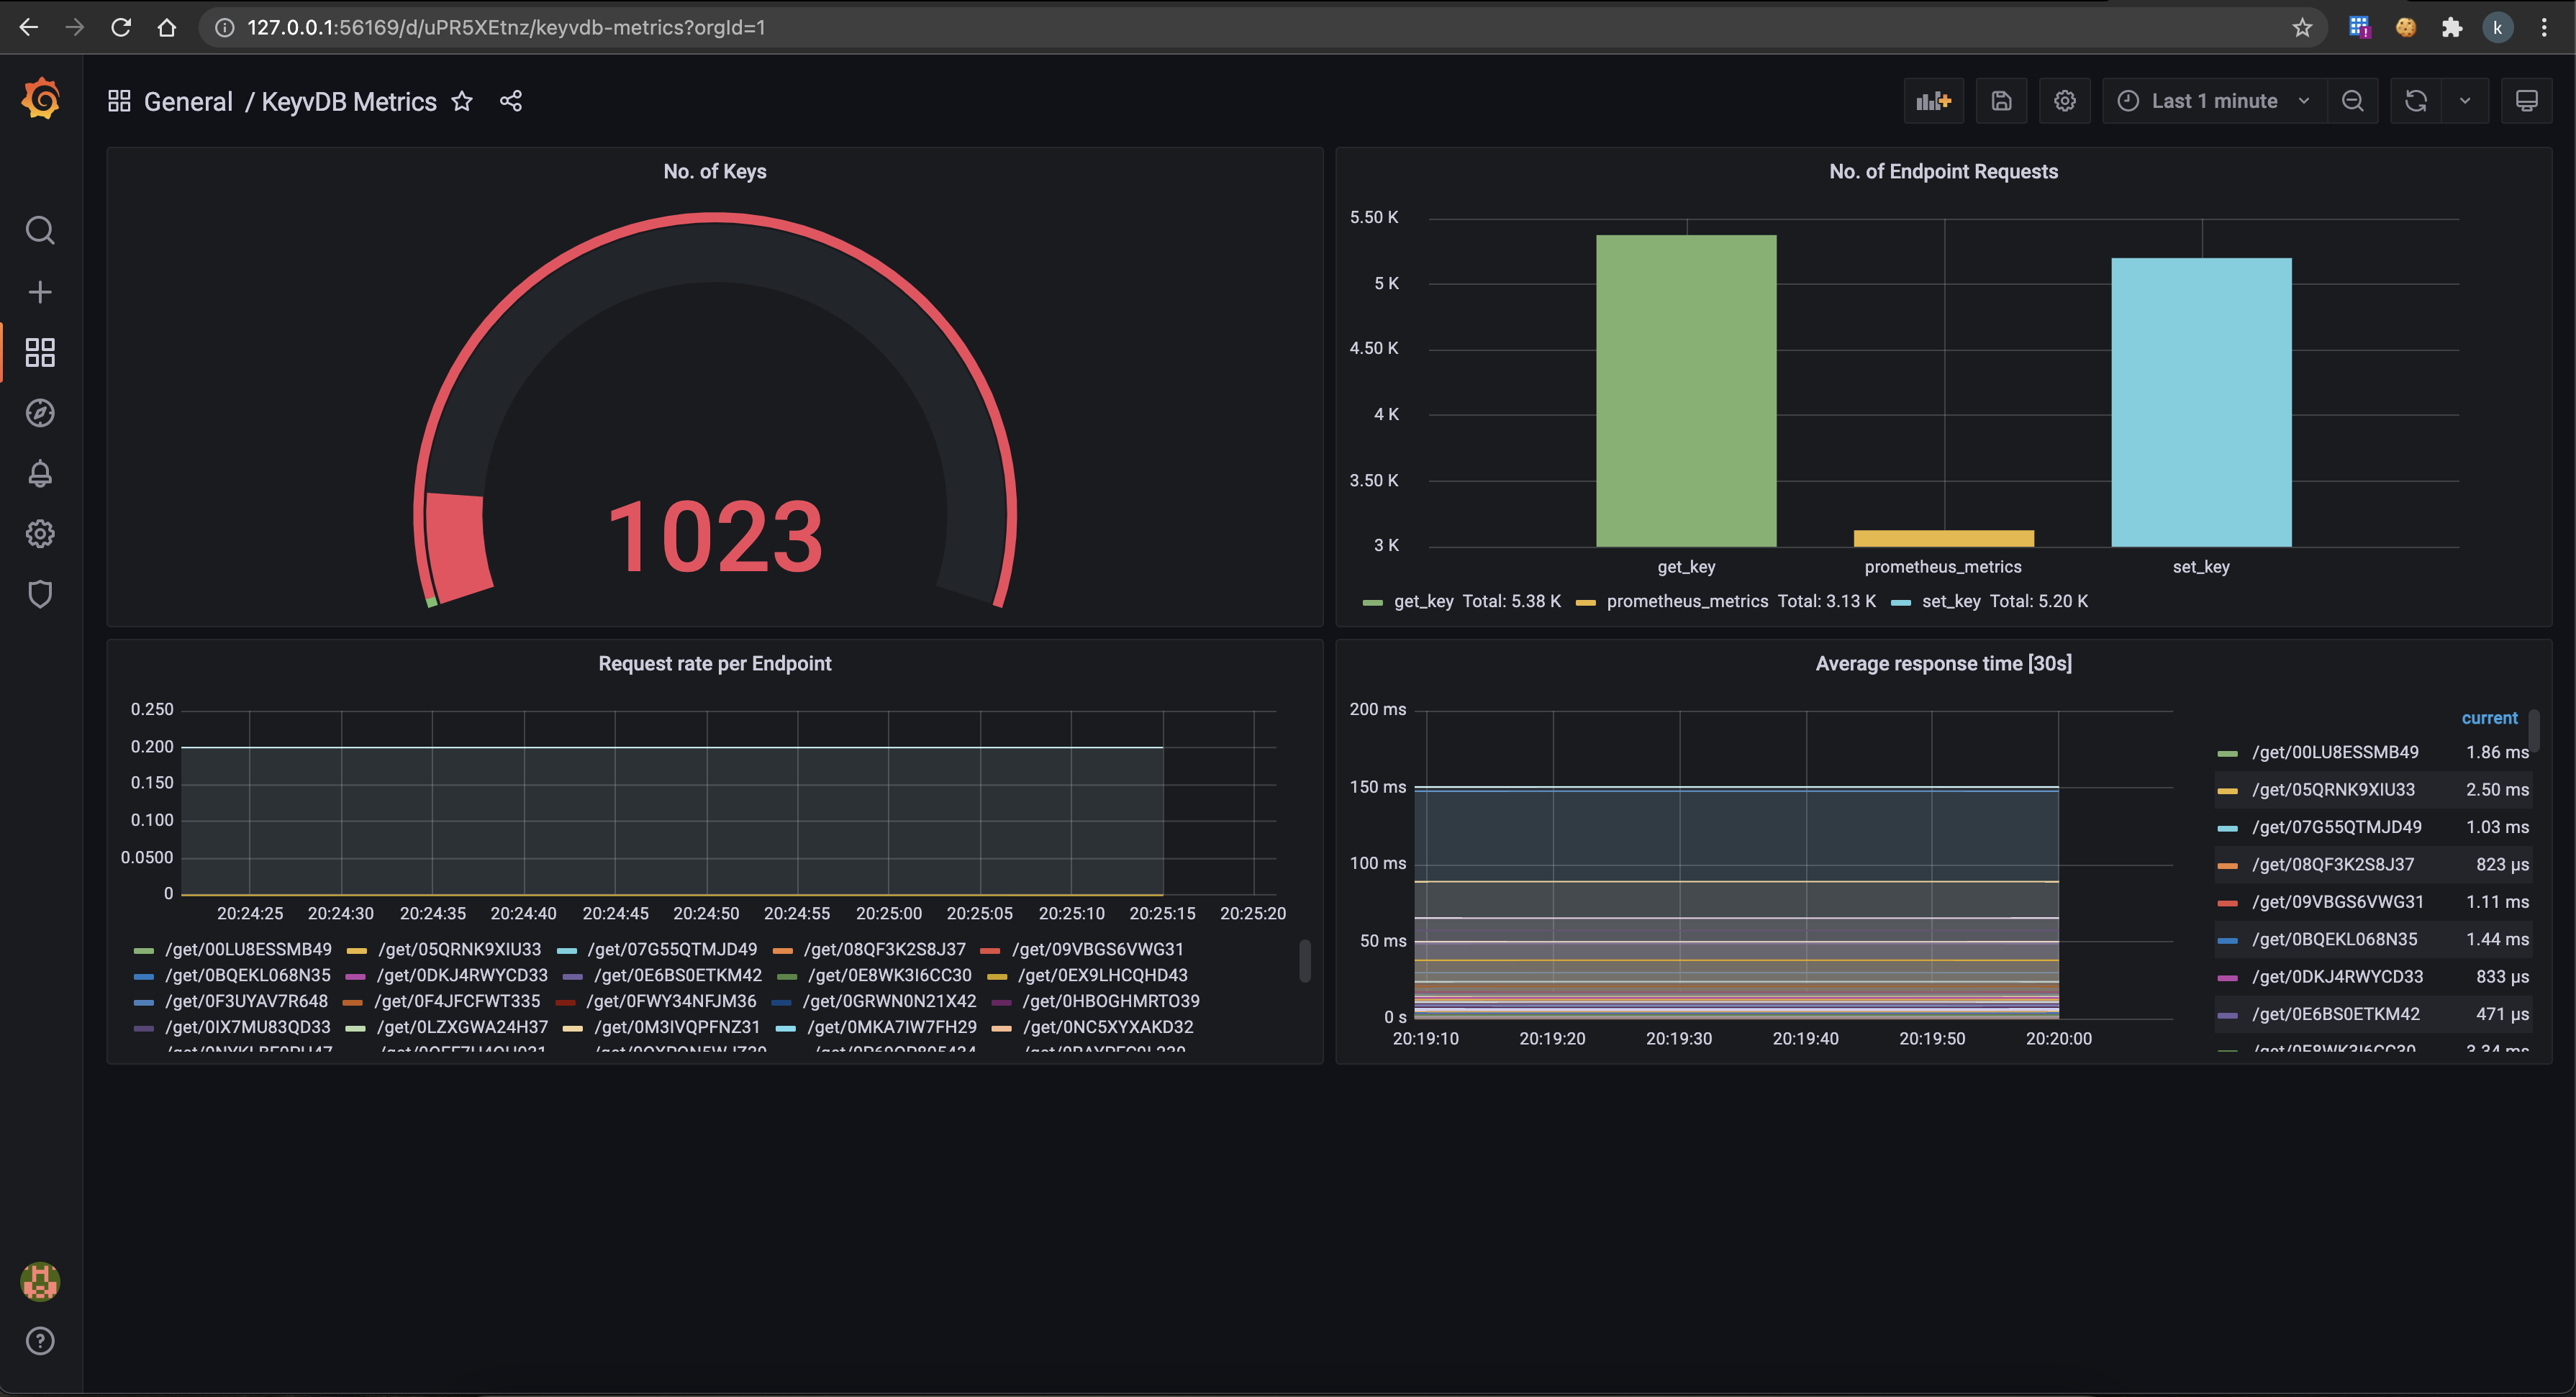 127.0.0.1:56169/d/uPR5XEtnz/keyvdb-metrics?orgId=1
k
General / KeyvDB Metrics
Last 1 minute
No. of Keys
1023
No. of Endpoint Requests
5.50 K
5 K
4.50 K
4 K
3.50 K
3 K
get_key prometheus_metrics set_key
get_key Total: 5.38 K prometheus_metrics Total: 3.13 K set_key Total: 5.20 K
Request rate per Endpoint
0.250
0.200
0.150
0.100
0.0500
0
20:24:25 20:24:30 20:24:35 20:24:40 20:24:45 20:24:50 20:24:55 20:25:00 20:25:05 20:25:10 20:25:15 20:25:20
/get/00LU8ESSMB49 /get/05QRNK9XIU33 /get/07G55QTMJD49 /get/08QF3K2S8J37 /get/09VBGS6VWG31
/get/0BQEKL068N35 /get/0DKJ4RWYCD33 /get/0E6BS0ETKM42 /get/0E8WK3I6CC30 /get/0EX9LHCQHD43
/get/0F3UYAV7R648 /get/0F4JFCFWT335 /get/0FWY34NFJM36 /get/0GRWN0N21X42 /get/0HBOGHMRTO39
/get/0IX7MU83QD33 /get/0LZXGWA24H37 /get/0M3IVQPFNZ31 /get/0MKA7IW7FH29 /get/0NC5XYXAKD32
Average response time [30s]
200 ms
150 ms
100 ms
50 ms
0 s
20:19:10 20:19:20 20:19:30 20:19:40 20:19:50 20:20:00
current
/get/00LU8ESSMB49 1.86 ms
/get/05QRNK9XIU33 2.50 ms
/get/07G55QTMJD49 1.03 ms
/get/08QF3K2S8J37 823 µs
/get/09VBGS6VWG31 1.11 ms
/get/0BQEKL068N35 1.44 ms
/get/0DKJ4RWYCD33 833 µs
/get/0E6BS0ETKM42 471 µs
/get/0E8WK3I6CC30 3.34 ms